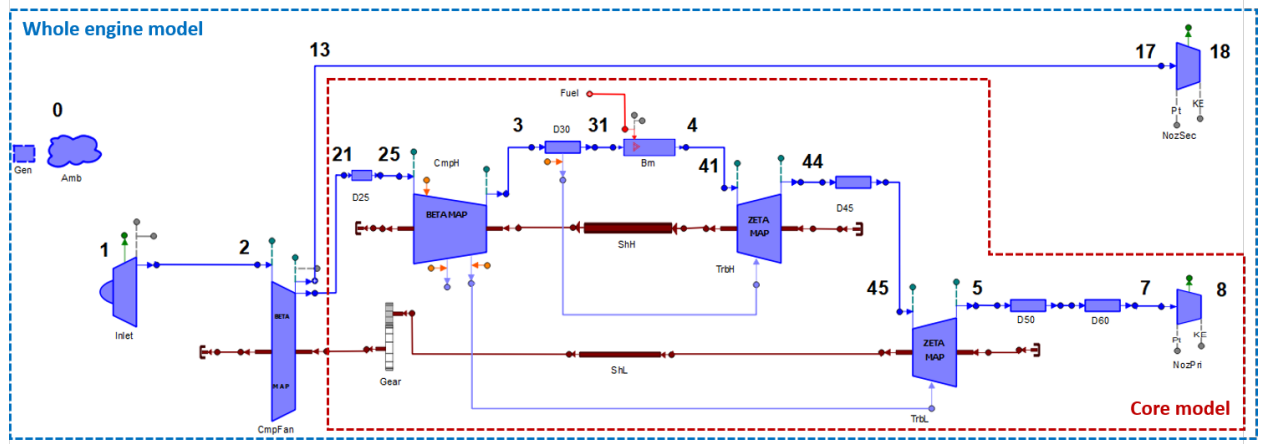 Whole engine model
0
13
17
18
Pt
KE
NozSec
Fuel
Gen
Amb
3
D30
31
4
Brn
21
25
CmpH
D25
41
44
D45
BETA MAP
ZETA
MAP
ShH
TrbH
1
2
Inlet
BETA
MAP
CmpFan
Gear
ShL
45
5
7
8
D50
D60
ZETA
MAP
Pt
KE
NozPri
TrbL
Core model